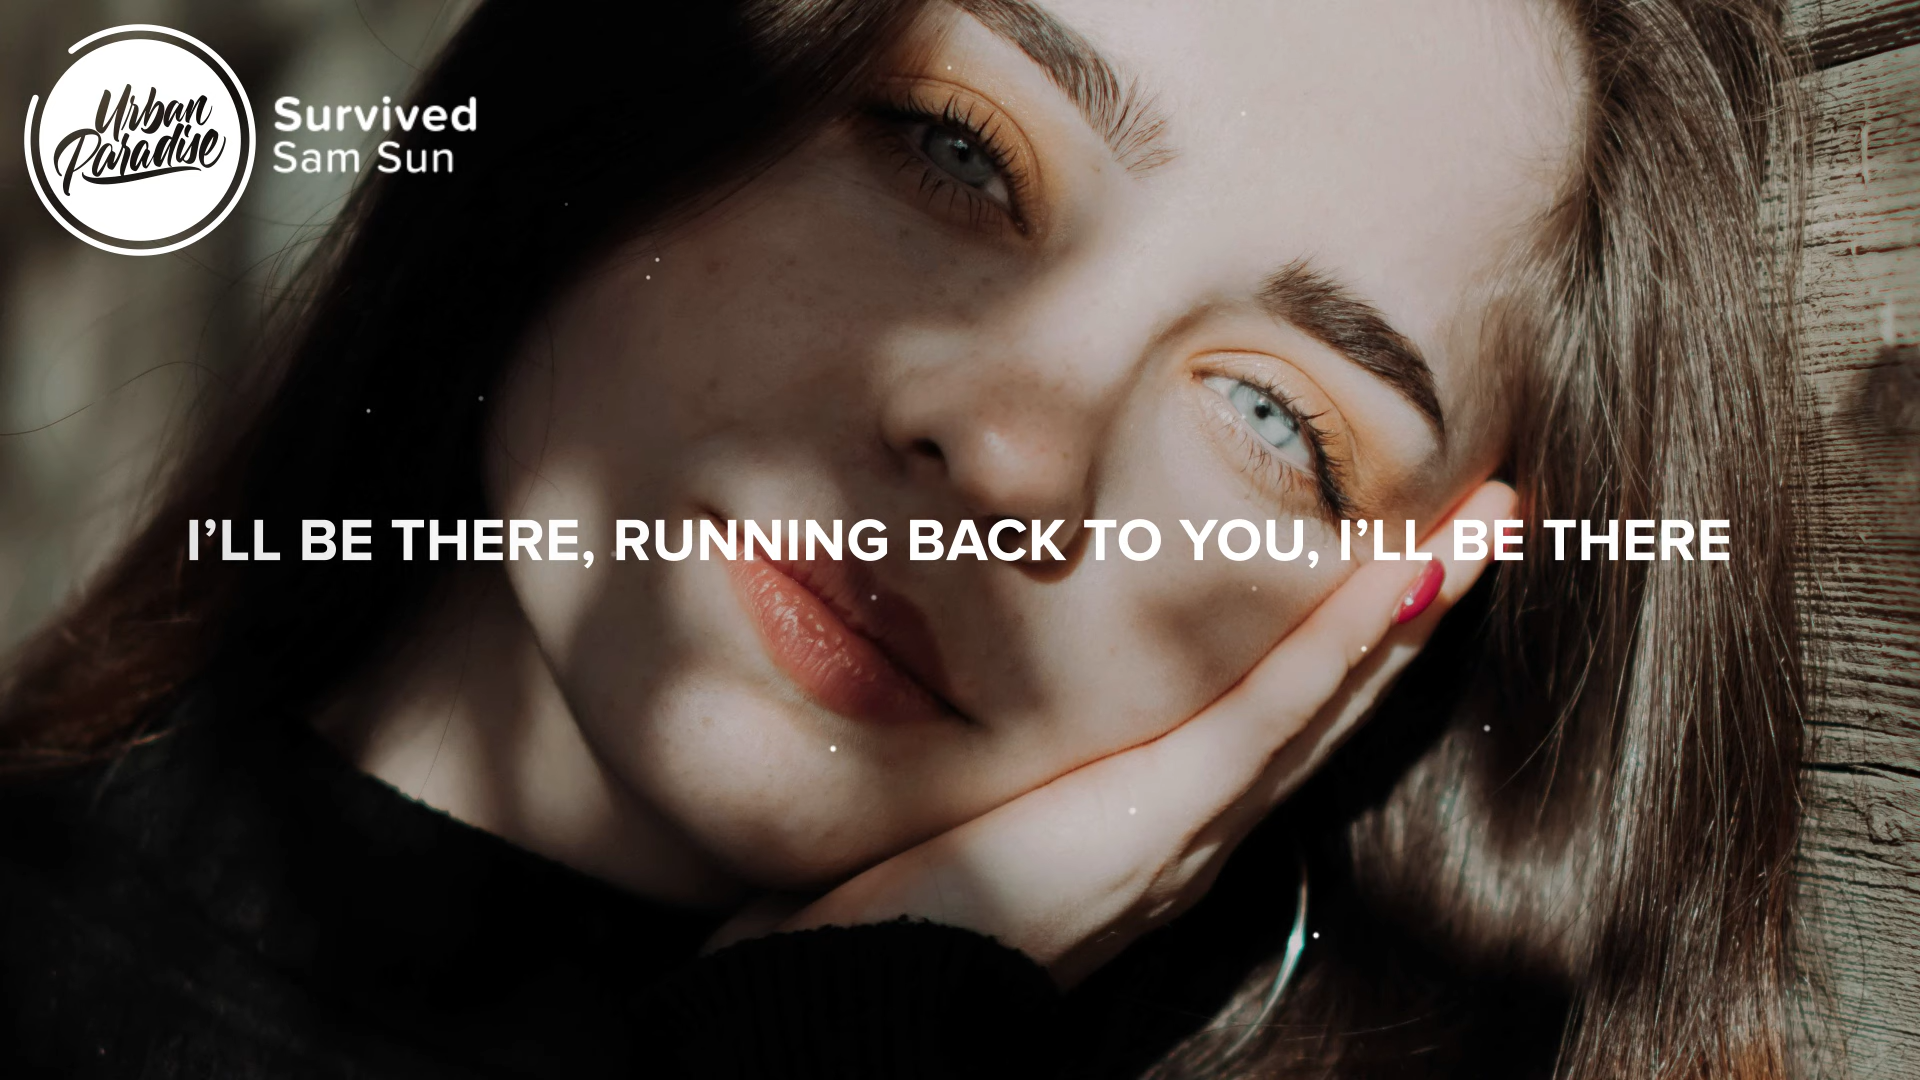 Urban
Paradise
Survived
Sam Sun
I’LL BE THERE, RUNNING BACK TO YOU, I’LL BE THERE